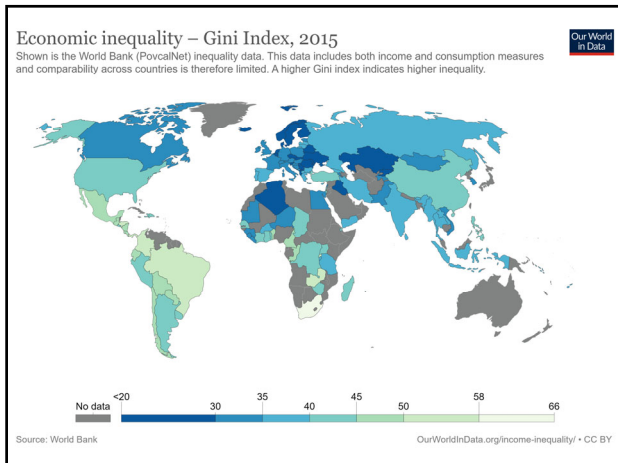 Economic inequality – Gini Index, 2015
Our World
in Data
Shown is the World Bank (PovcalNet) inequality data. This data includes both income and consumption measures
and comparability across countries is therefore limited. A higher Gini index indicates higher inequality.
No data
<20
30
35
40
45
50
58
66
Source: World Bank
OurWorldInData.org/income-inequality/ • CC BY